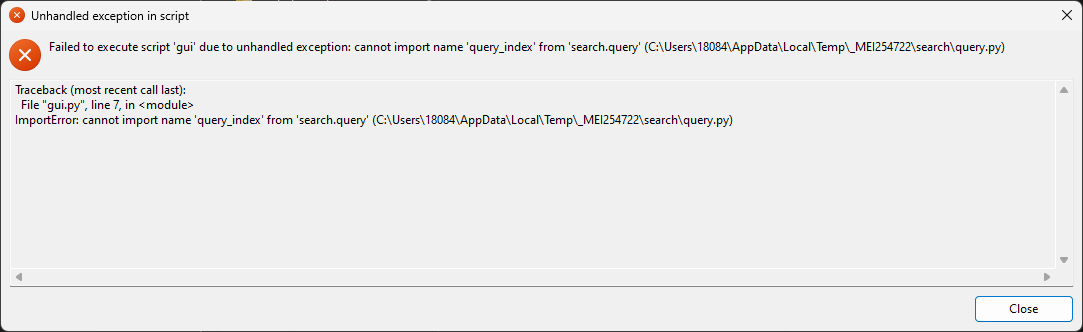 Unhandled exception in script
Failed to execute script 'gui' due to unhandled exception: cannot import name 'query_index' from 'search.query' (C:\Users\18084\AppData\Local\Temp\_MEI254722\search\query.py)
Traceback (most recent call last):
  File "gui.py", line 7, in <module>
ImportError: cannot import name 'query_index' from 'search.query' (C:\Users\18084\AppData\Local\Temp\_MEI254722\search\query.py)
Close